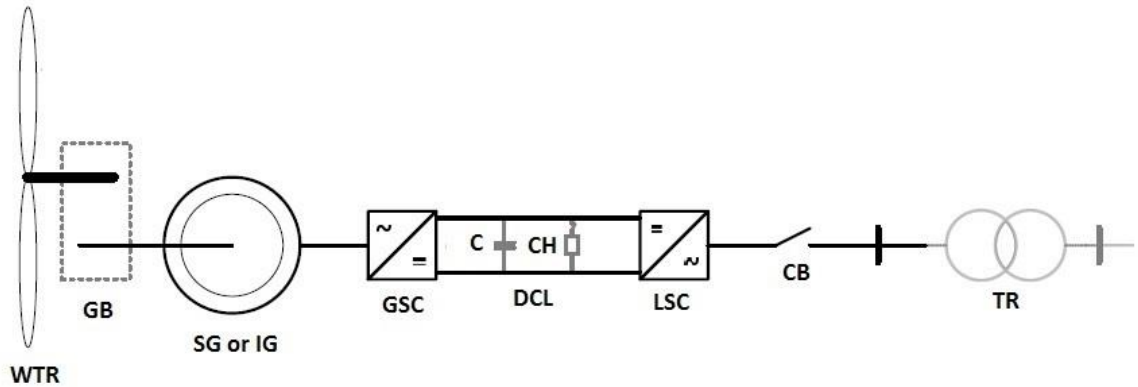 C
CH
CB
GB
GSC
DCL
LSC
TR
SG or IG
WTR